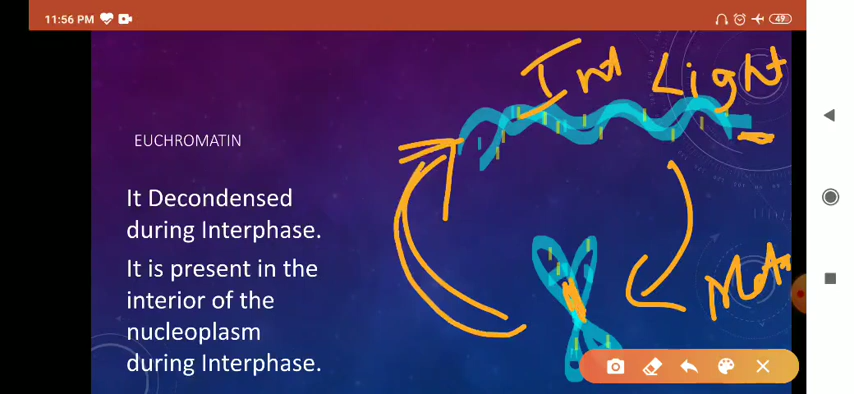 11:56 PM
49
Int Light
EUCHROMATIN
It Decondensed
during Interphase.
It is present in the
interior of the
nucleoplasm
during Interphase.